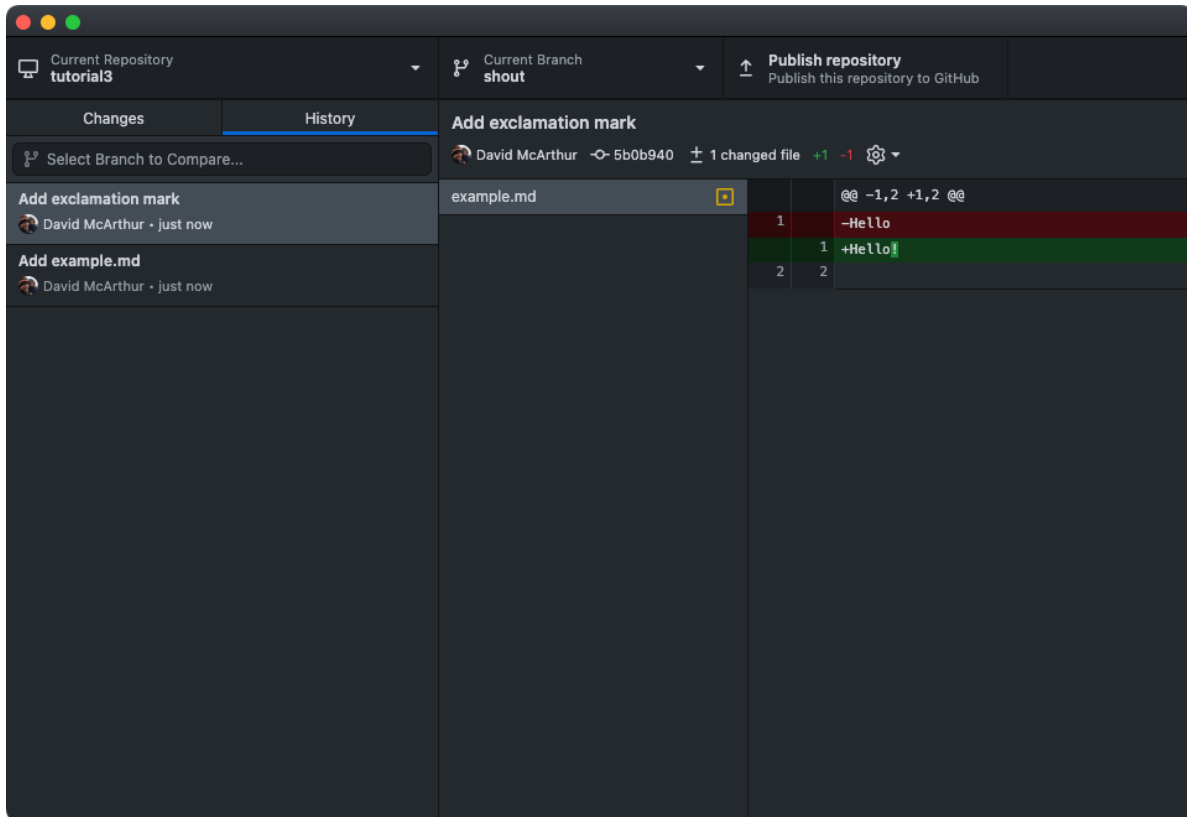 Current Repository
tutorial3
Current Branch
shout
Publish repository
Publish this repository to GitHub
Changes
History
Select Branch to Compare...
Add exclamation mark
David McArthur • just now
Add example.md
David McArthur • just now
Add exclamation mark
David McArthur 5b0b940 1 changed file +1 -1
example.md
@@ -1,2 +1,2 @@
1 -Hello
1 +Hello!
2 2